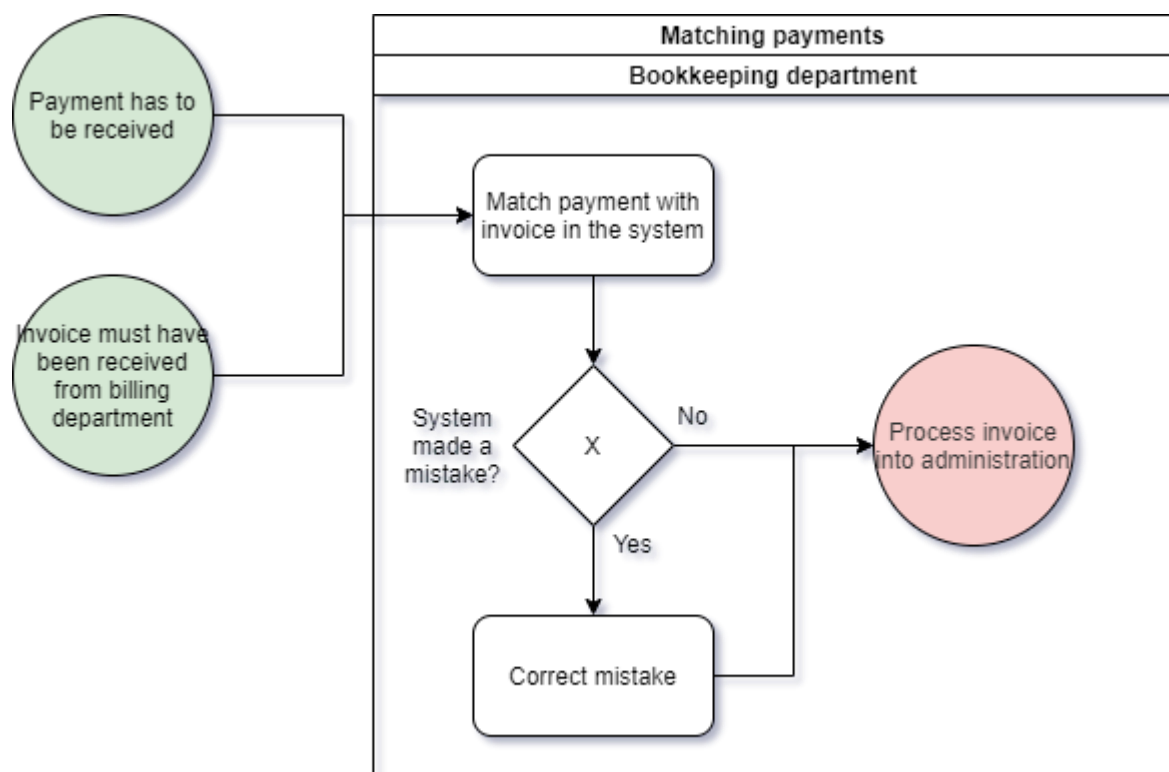 Matching payments
Bookkeeping department
Payment has to
be received
Invoice must have
been received
from billing
department
Match payment with
invoice in the system
System
made a
mistake?
X
No
Yes
Process invoice
into administration
Correct mistake